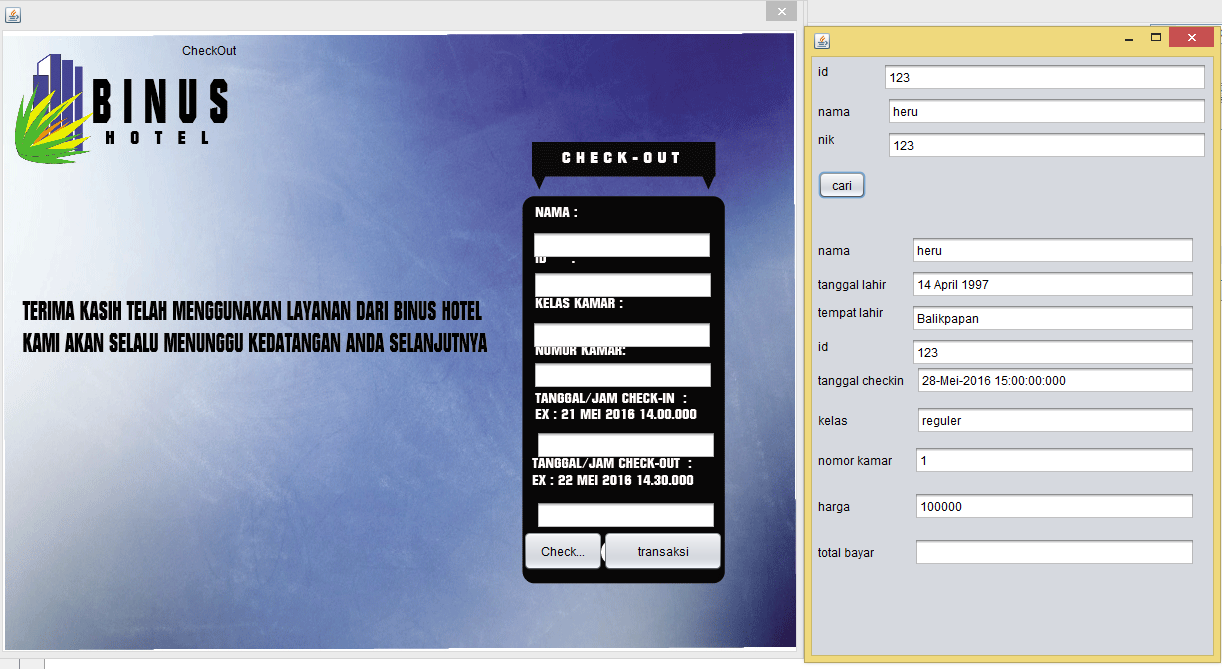 CheckOut
BINUS
HOTEL
TERIMA KASIH TELAH MENGGUNAKAN LAYANAN DARI BINUS HOTEL
KAMI AKAN SELALU MENUNGGU KEDATANGAN ANDA SELANJUTNYA
CHECK-OUT
NAMA :
ID :
KELAS KAMAR :
NOMOR KAMAR:
TANGGAL/JAM CHECK-IN :
EX : 21 MEI 2016 14.00.000
TANGGAL/JAM CHECK-OUT :
EX : 22 MEI 2016 14.30.000
Check... transaksi
id 123
nama heru
nik 123
cari
nama heru
tanggal lahir 14 April 1997
tempat lahir Balikpapan
id 123
tanggal checkin 28-Mei-2016 15:00:00:000
kelas reguler
nomor kamar 1
harga 100000
total bayar